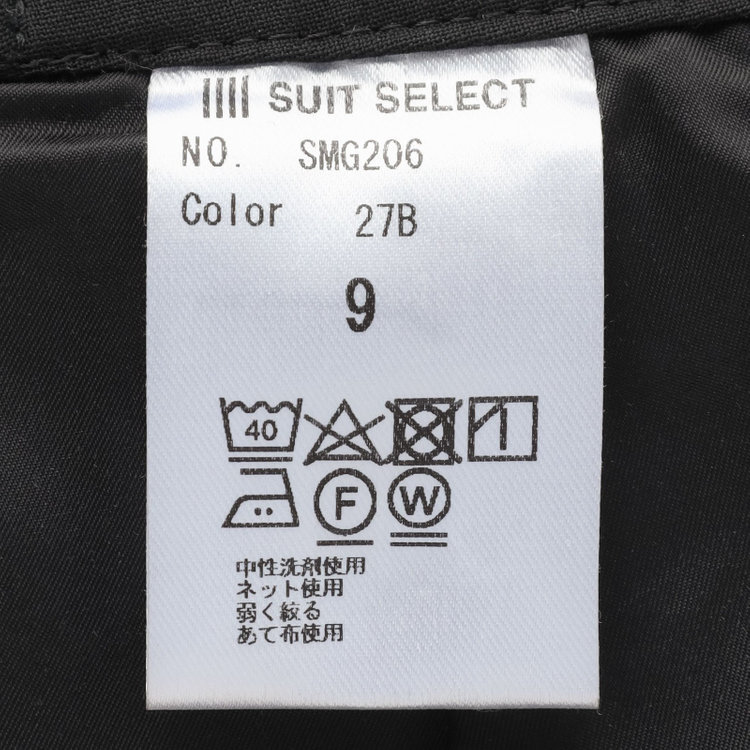 SUIT SELECT
NO. SMG206
Color 27B
9
40
F W
中性洗剤使用
ネット使用
弱く絞る
あて布使用